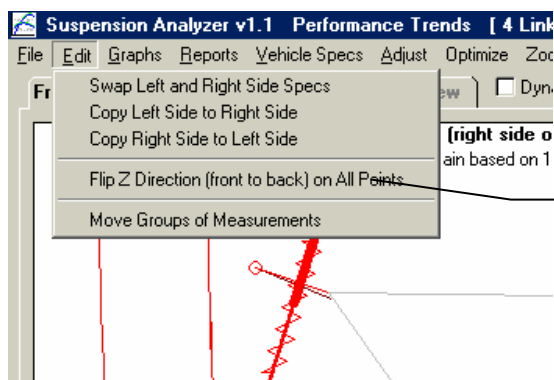 Suspension Analyzer v1.1 Performance Trends [ 4 Link
File Edit Graphs Reports Vehicle Specs Adjust Optimize Zoo
Fr ew Dyna
Swap Left and Right Side Specs
Copy Left Side to Right Side
Copy Right Side to Left Side
Flip Z Direction (front to back) on All Points
Move Groups of Measurements
(right side o
ain based on 1